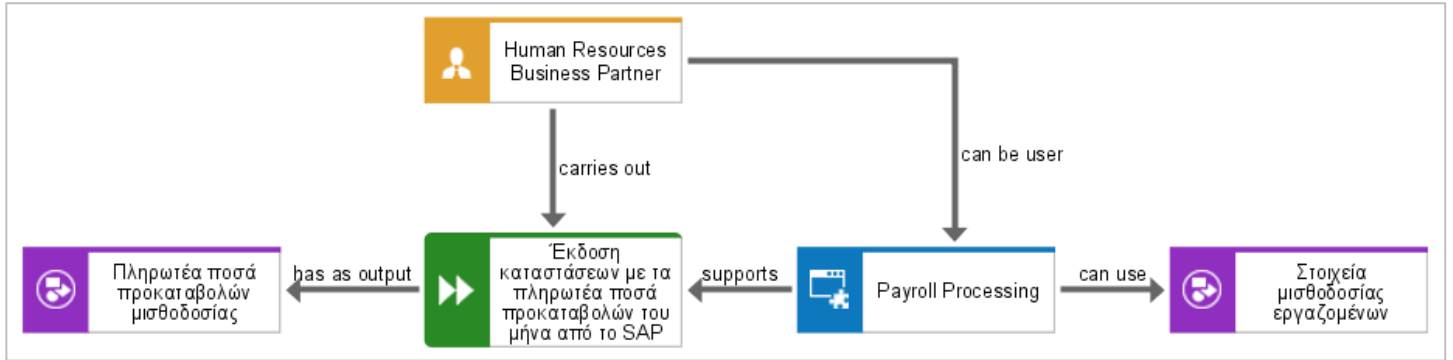 Human Resources
Business Partner
carries out
can be user
Πληρωτέα ποσά
προκαταβολών
μισθοδοσίας
has as output
Έκδοση
καταστάσεων με τα
πληρωτέα ποσά
προκαταβολών του
μήνα από το SAP
supports
Payroll Processing
can use
Στοιχεία
μισθοδοσίας
εργαζομένων